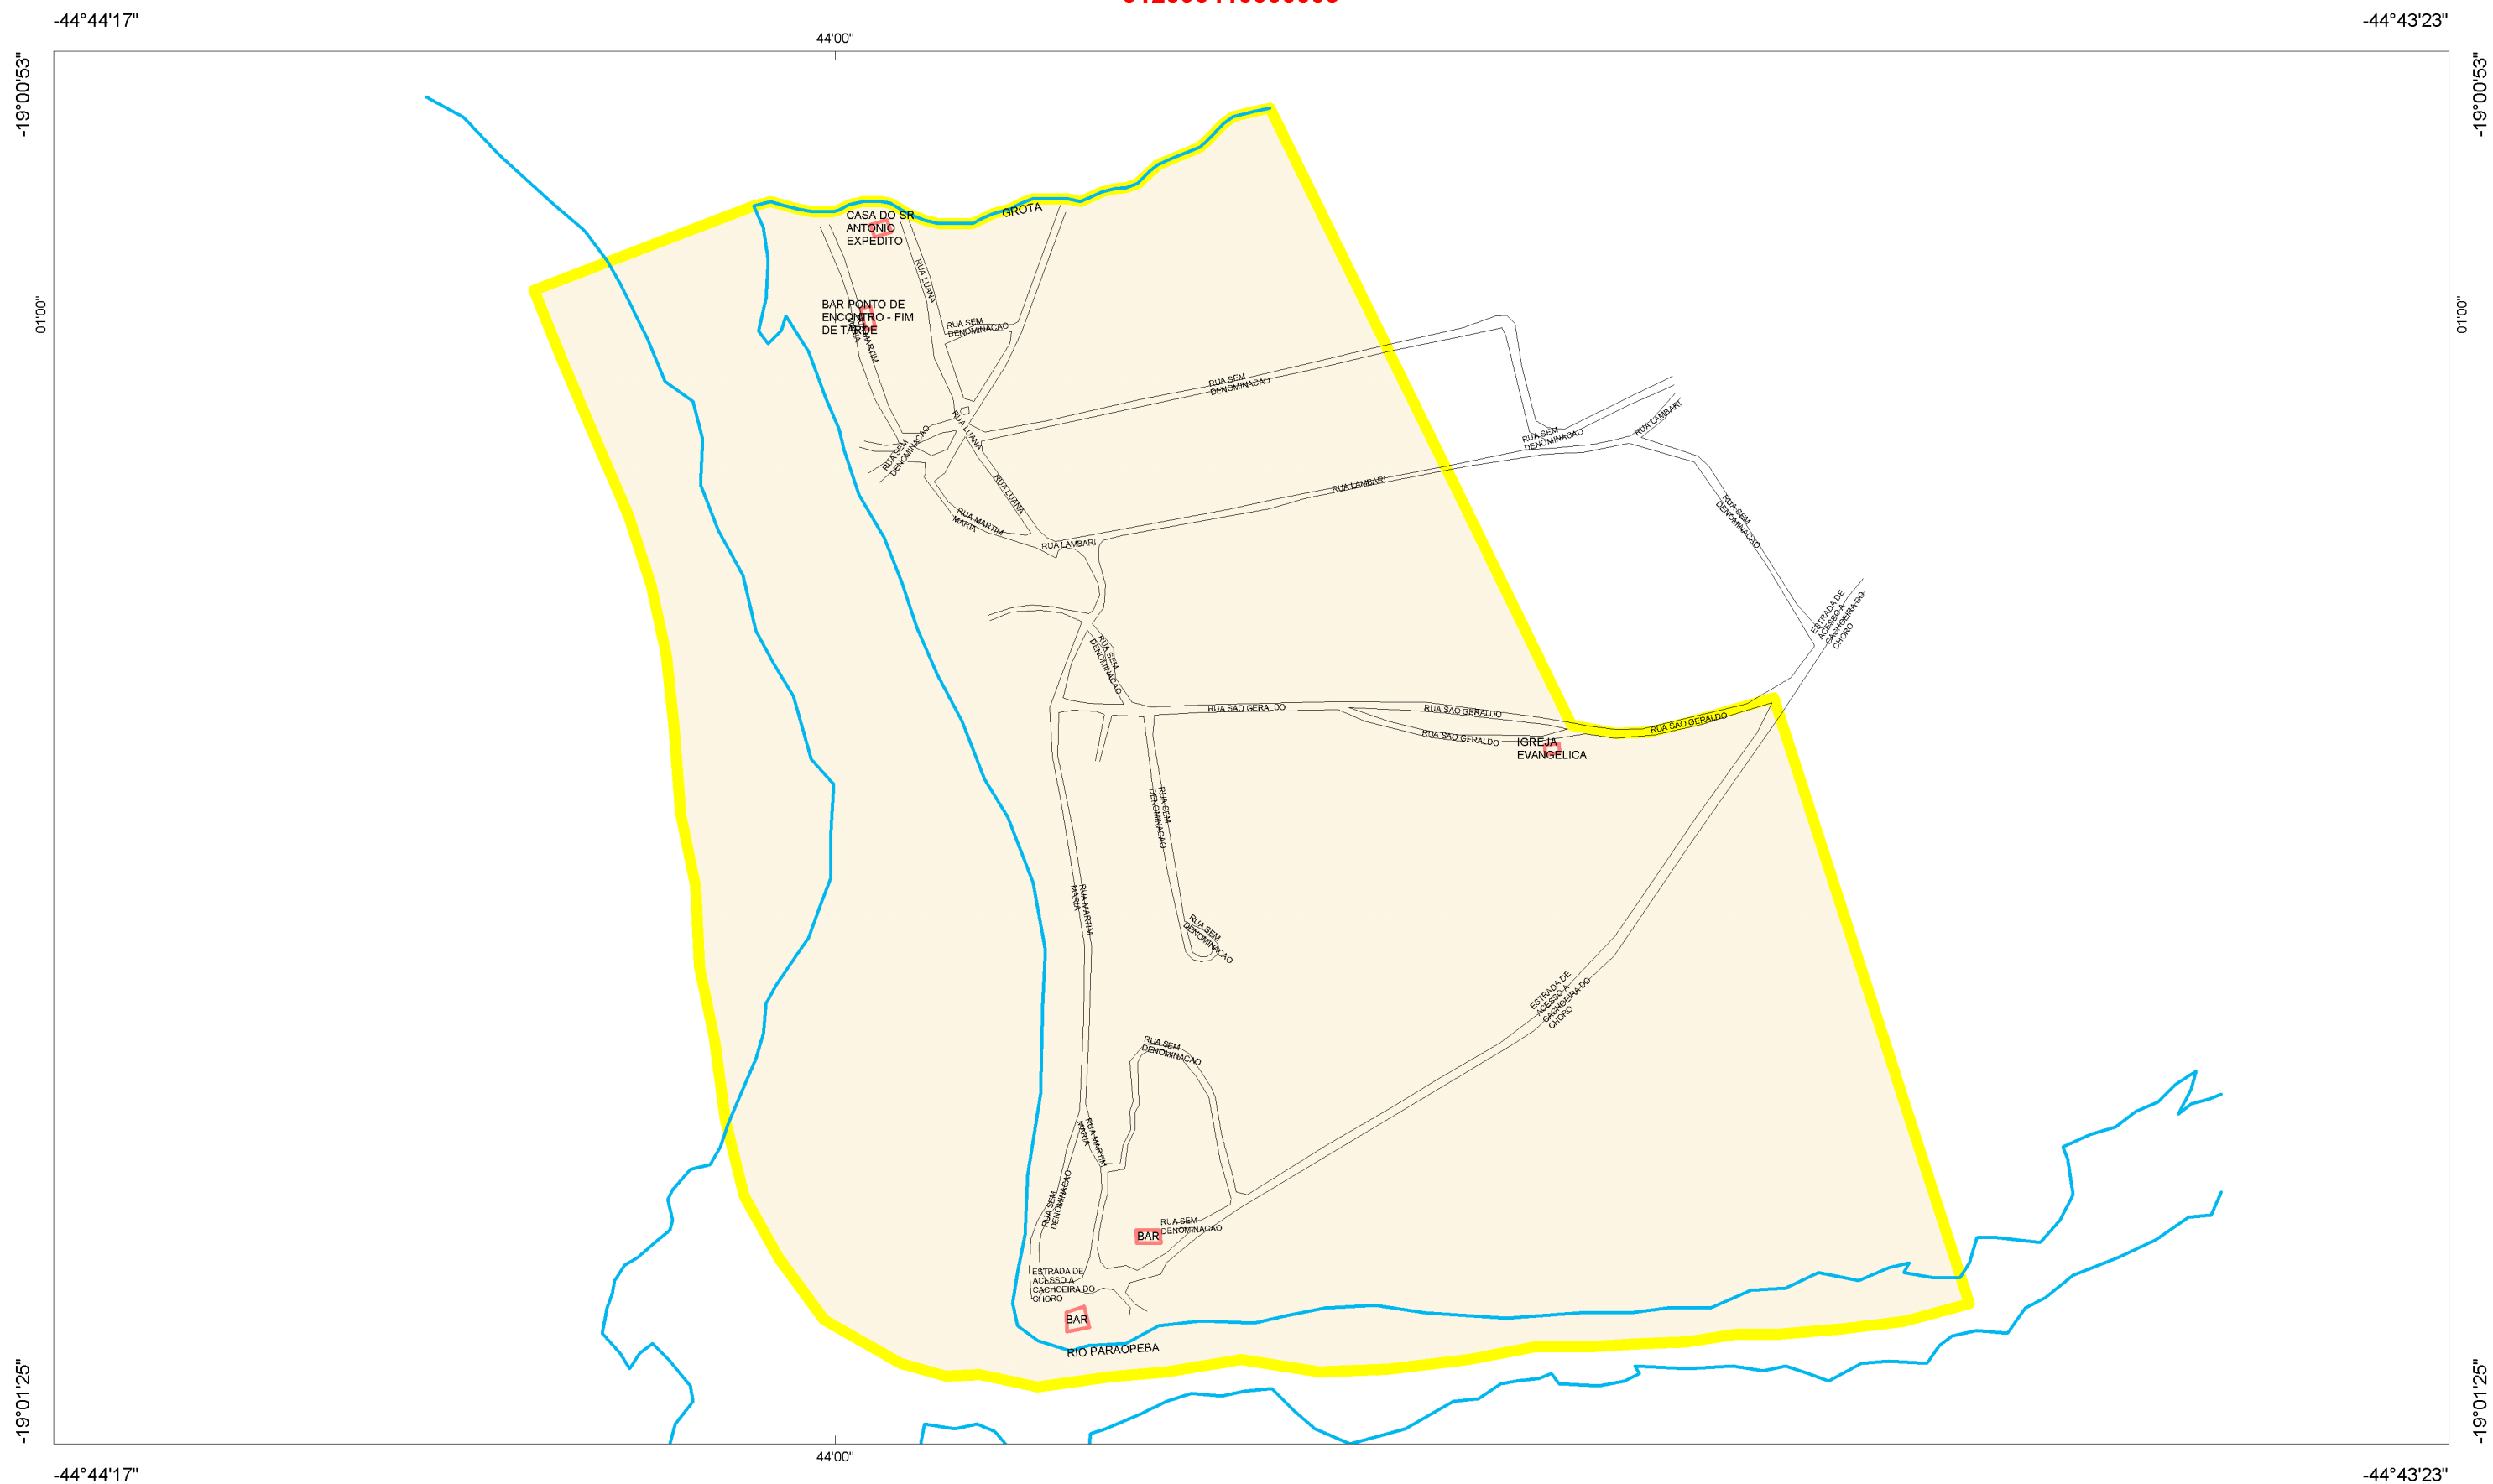 -44°44'17"
-44°43'23"
44'00"
-19°00'53"
-19°00'53"
GROTA
CASA DO SR
ANTONIO
EXPEDITO
RUA LUANA
01'00"
01'00"
BAR PONTO DE
ENCONTRO - FIM
DE TARDE
RUA MARTIM
MARIA
RUA SEM
DENOMINACAO
RUA SEM
DENOMINACAO
RUA LUANA
RUA SEM
DENOMINACAO
RUA SEM
DENOMINACAO
RUA LAMBARI
RUA LUANA
RUA LAMBARI
RUA MARTIM
MARIA
RUA LAMBARI
RUA SEM
DENOMINACAO
ESTRADA DE
ACESSO A
CACHOEIRA DO
CHORO
RUA SEM
DENOMINACAO
RUA SAO GERALDO
RUA SAO GERALDO
RUA SAO GERALDO
RUA SAO GERALDO
IGREJA
EVANGELICA
RUA SEM
DENOMINACAO
RUA MARTIM
MARIA
RUA SEM
DENOMINACAO
ESTRADA DE
ACESSO A
CACHOEIRA DO
CHORO
RUA SEM
DENOMINACAO
RUA MARTIM
MARIA
RUA SEM
DENOMINACAO
RUA SEM
DENOMINACAO
BAR
ESTRADA DE
ACESSO A
CACHOEIRA DO
CHORO
BAR
RIO PARAOPEBA
-19°01'25"
-19°01'25"
44'00"
-44°44'17"
-44°43'23"